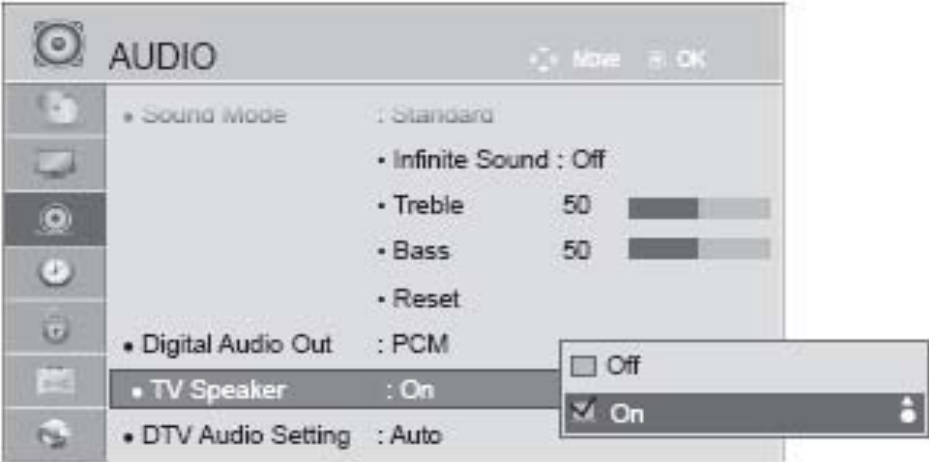 AUDIO
Move OK
• Sound Mode : Standard
• Infinite Sound : Off
• Treble 50
• Bass 50
• Reset
• Digital Audio Out : PCM
• TV Speaker : On
• DTV Audio Setting : Auto
Off
On